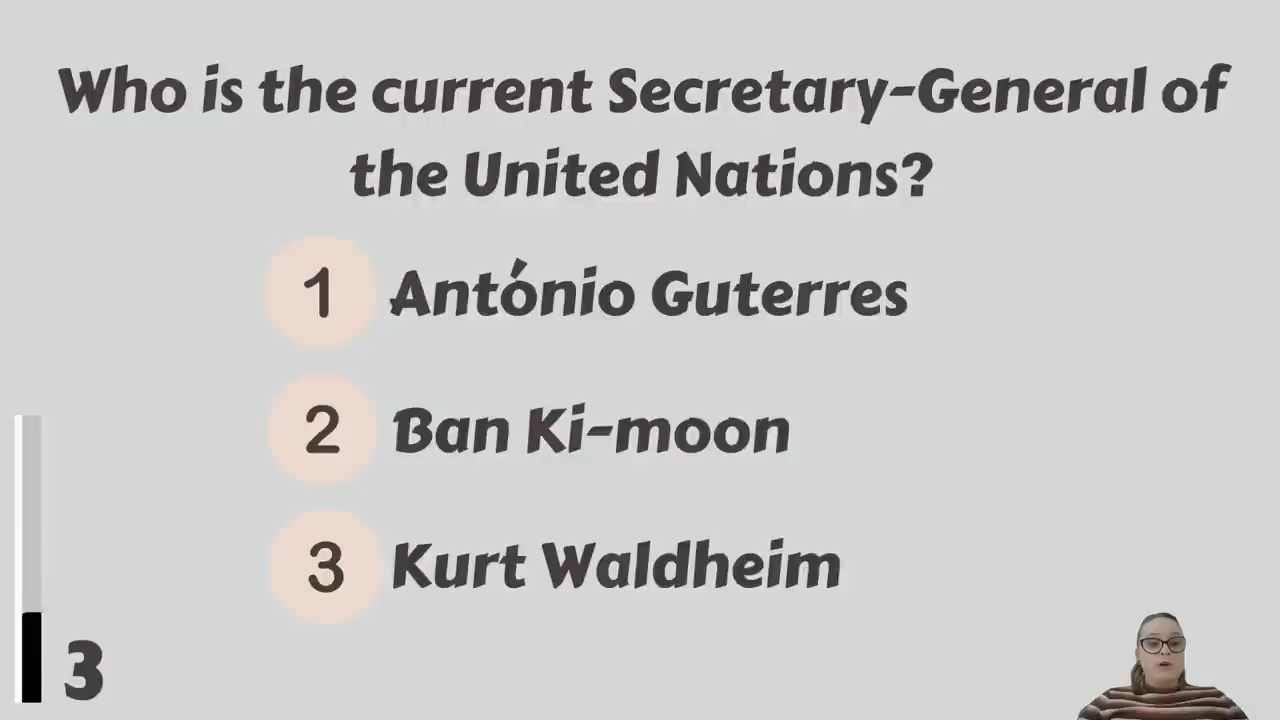 Who is the current Secretary-General of
the United Nations?
1 António Guterres
2 Ban Ki-moon
3 Kurt Waldheim
3